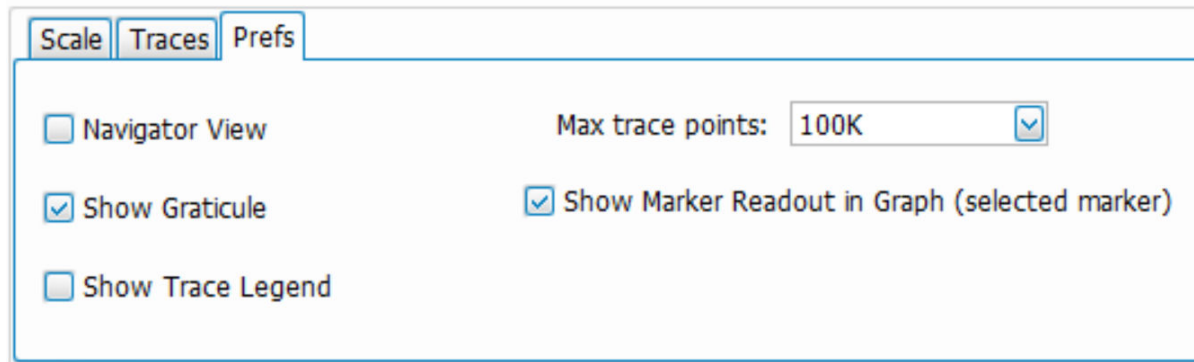 Scale Traces Prefs
Navigator View Max trace points: 100K
Show Graticule Show Marker Readout in Graph (selected marker)
Show Trace Legend